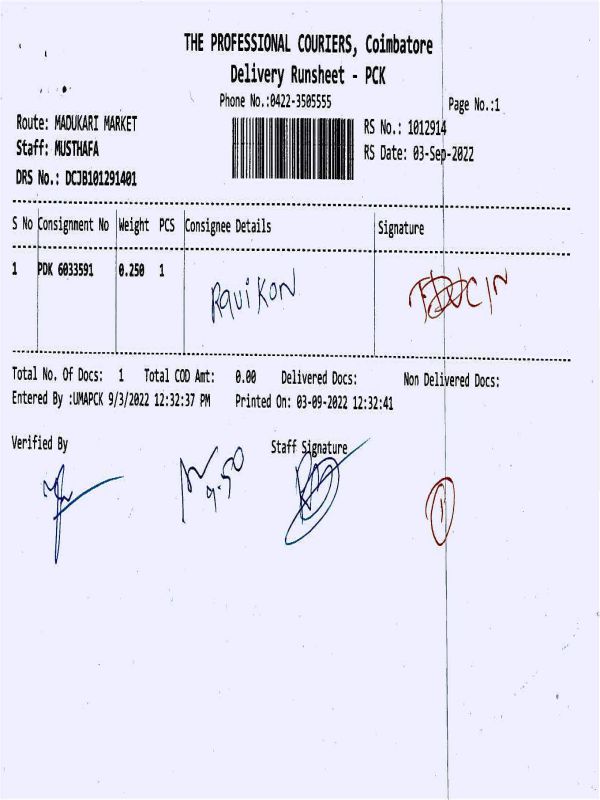 THE PROFESSIONAL COURIERS, Coimbatore
Delivery Runsheet - PCK
Phone No.:0422-3505555
Page No.:1
Route: MADUKARI MARKET
RS No.: 1012914
Staff: MUSTHAFA
RS Date: 03-Sep-2022
DRS No.: DCJB101291401
S No Consignment No Weight PCS Consignee Details Signature
1 PDK 6033591 0.250 1
Ravikon
Total No. Of Docs: 1 Total COD Amt: 0.00 Delivered Docs: Non Delivered Docs:
Entered By :UMAPCK 9/3/2022 12:32:37 PM Printed On: 03-09-2022 12:32:41
Verified By Staff Signature
9.50
1